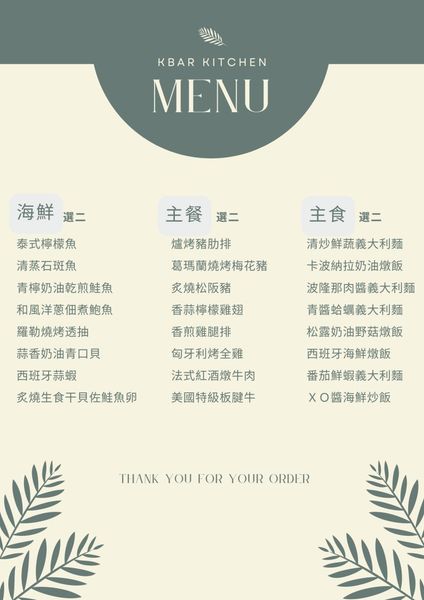 KBAR KITCHEN
MENU
海鮮 選二
泰式檸檬魚
清蒸石斑魚
青檸奶油乾煎鮭魚
和風洋蔥佃煮鮑魚
羅勒燒烤透抽
蒜香奶油青口貝
西班牙蒜蝦
炙燒生食干貝佐鮭魚卵
主餐 選二
爐烤豬肋排
葛瑪蘭燒烤梅花豬
炙燒松阪豬
香蒜檸檬雞翅
香煎雞腿排
匈牙利烤全雞
法式紅酒燉牛肉
美國特級板腱牛
主食 選二
清炒鮮蔬義大利麵
卡波納拉奶油燉飯
波隆那肉醬義大利麵
青醬蛤蠣義大利麵
松露奶油野菇燉飯
西班牙海鮮燉飯
番茄鮮蝦義大利麵
ＸＯ醬海鮮炒飯
THANK YOU FOR YOUR ORDER